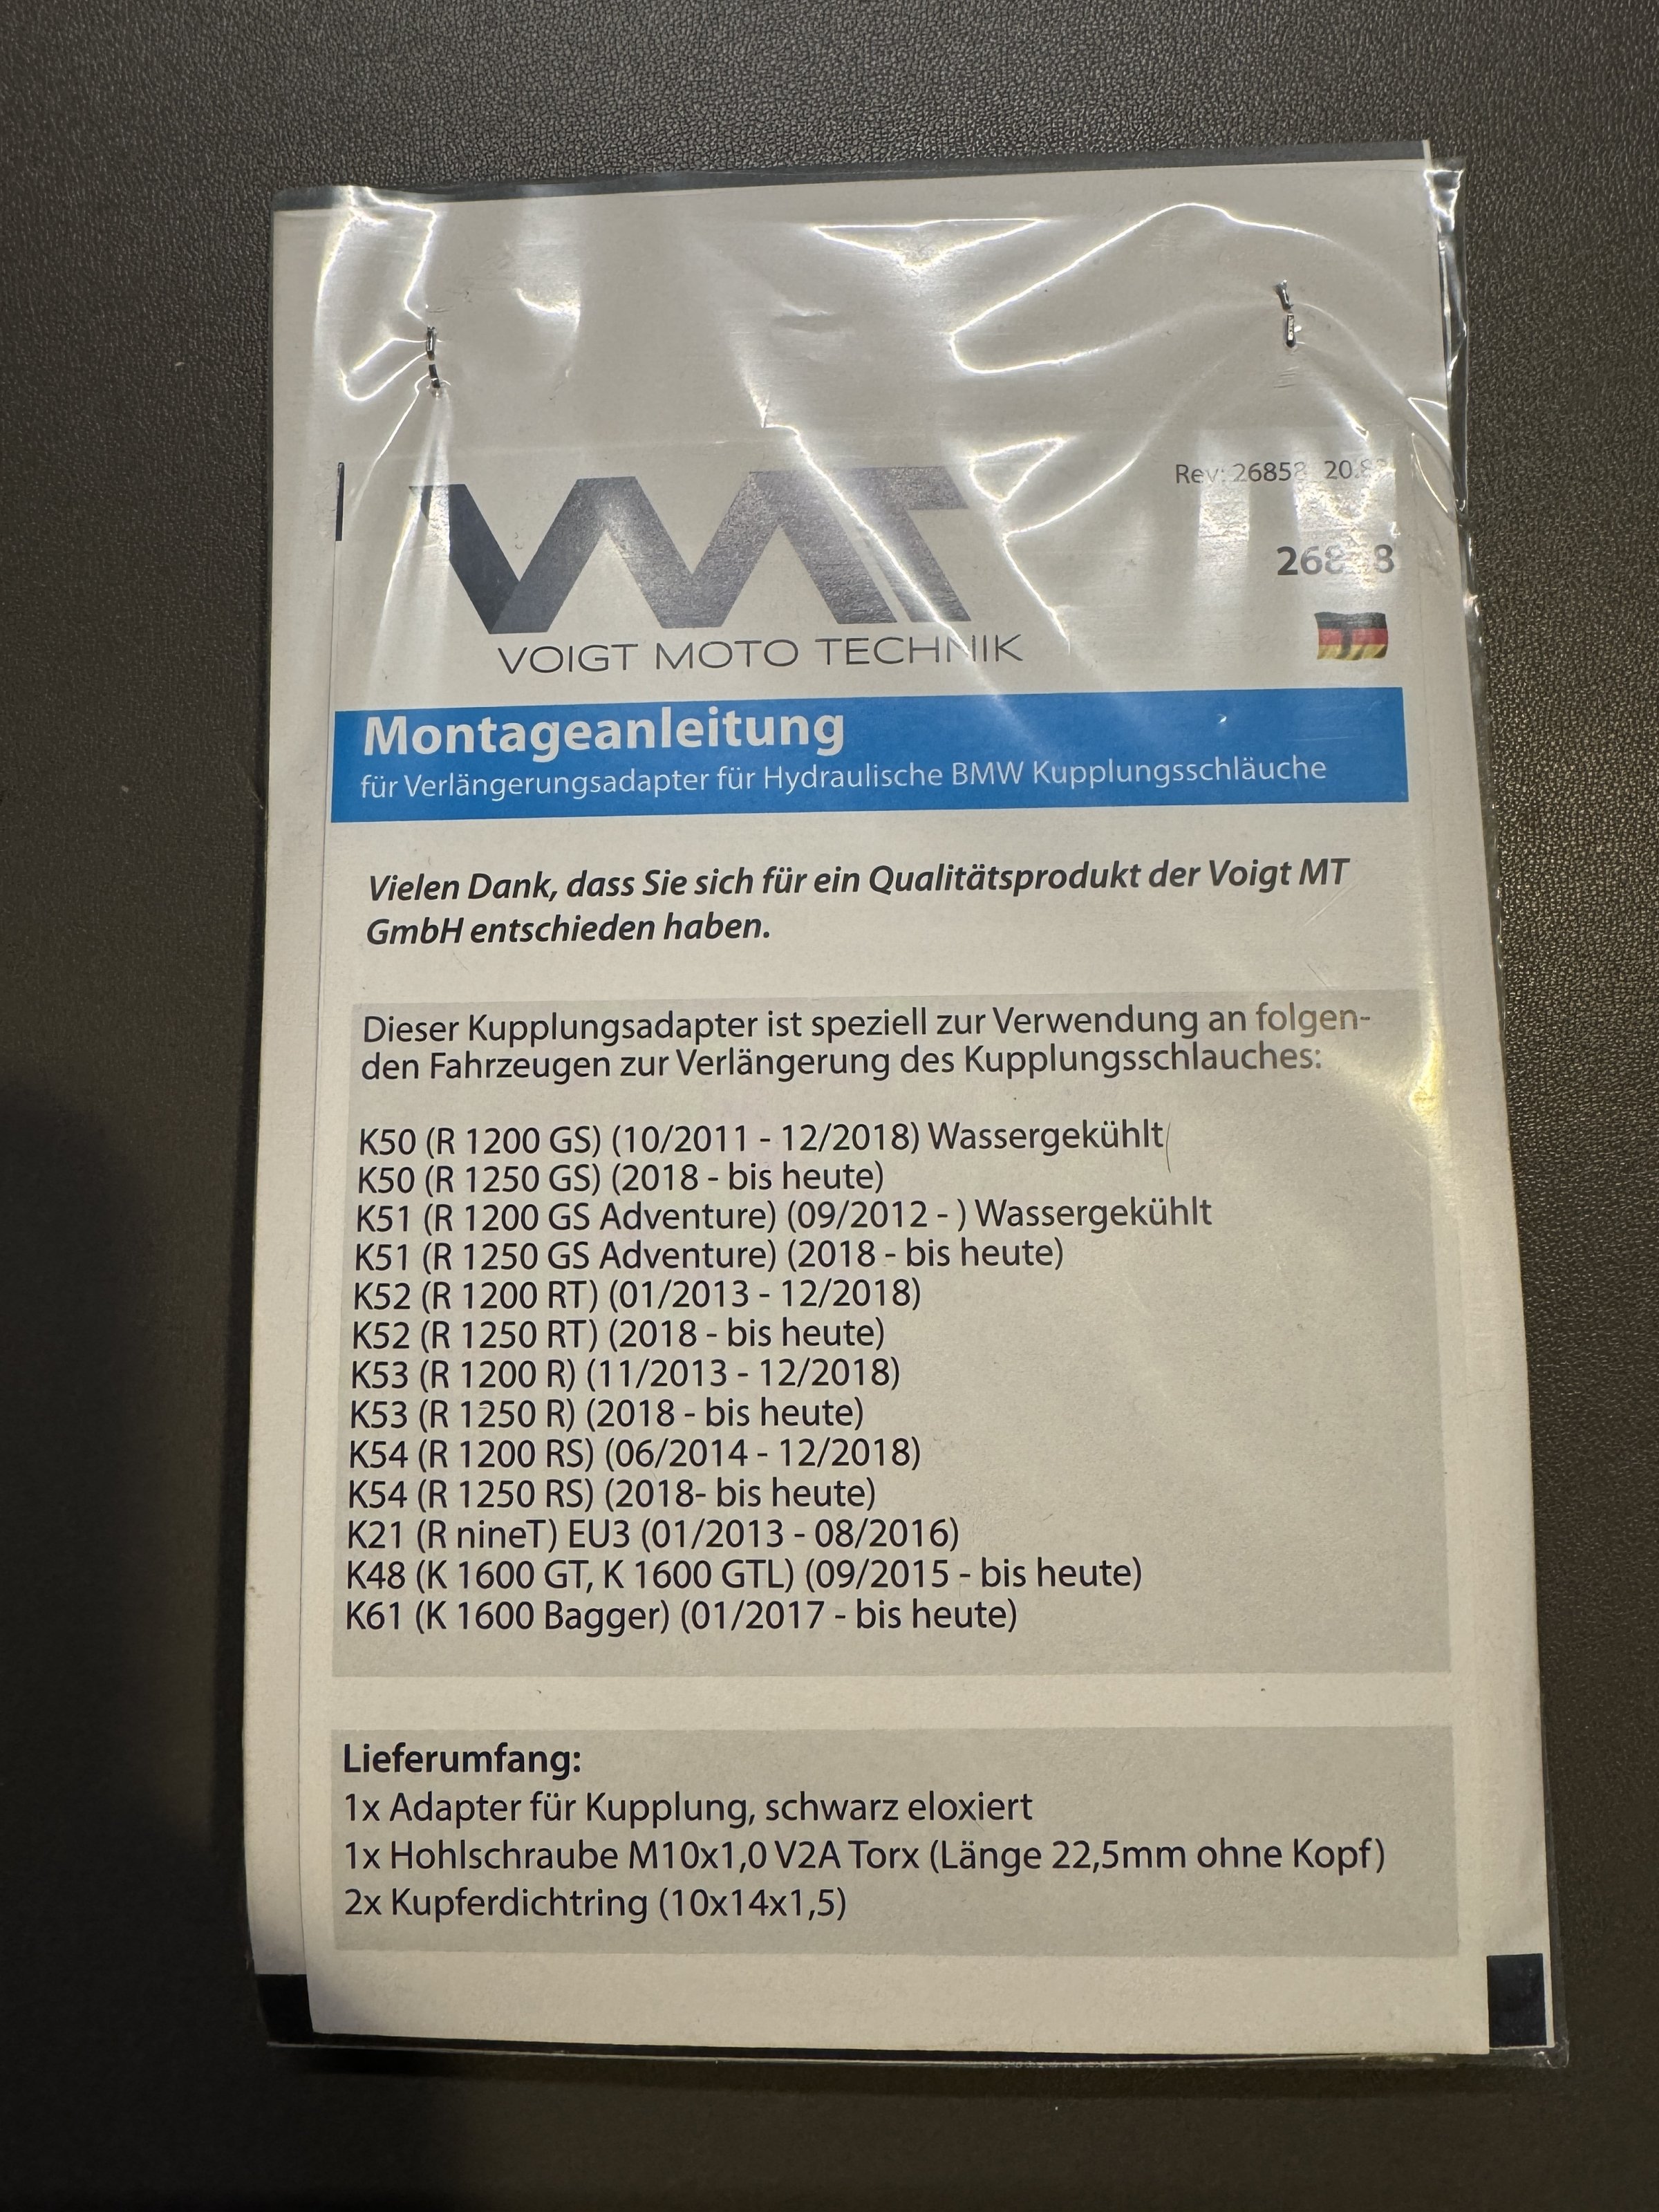 VMT
VOIGT MOTO TECHNIK
Rev: 26858
Montageanleitung
für Verlängerungsadapter für Hydraulische BMW Kupplungsschläuche
Vielen Dank, dass Sie sich für ein Qualitätsprodukt der Voigt MT
GmbH entschieden haben.
Dieser Kupplungsadapter ist speziell zur Verwendung an folgen-
den Fahrzeugen zur Verlängerung des Kupplungsschlauches:
K50 (R 1200 GS) (10/2011 - 12/2018) Wassergekühlt
K50 (R 1250 GS) (2018 - bis heute)
K51 (R 1200 GS Adventure) (09/2012 - ) Wassergekühlt
K51 (R 1250 GS Adventure) (2018 - bis heute)
K52 (R 1200 RT) (01/2013 - 12/2018)
K52 (R 1250 RT) (2018 - bis heute)
K53 (R 1200 R) (11/2013 - 12/2018)
K53 (R 1250 R) (2018 - bis heute)
K54 (R 1200 RS) (06/2014 - 12/2018)
K54 (R 1250 RS) (2018- bis heute)
K21 (R nineT) EU3 (01/2013 - 08/2016)
K48 (K 1600 GT, K 1600 GTL) (09/2015 - bis heute)
K61 (K 1600 Bagger) (01/2017 - bis heute)
Lieferumfang:
1x Adapter für Kupplung, schwarz eloxiert
1x Hohlschraube M10x1,0 V2A Torx (Länge 22,5mm ohne Kopf)
2x Kupferdichtring (10x14x1,5)